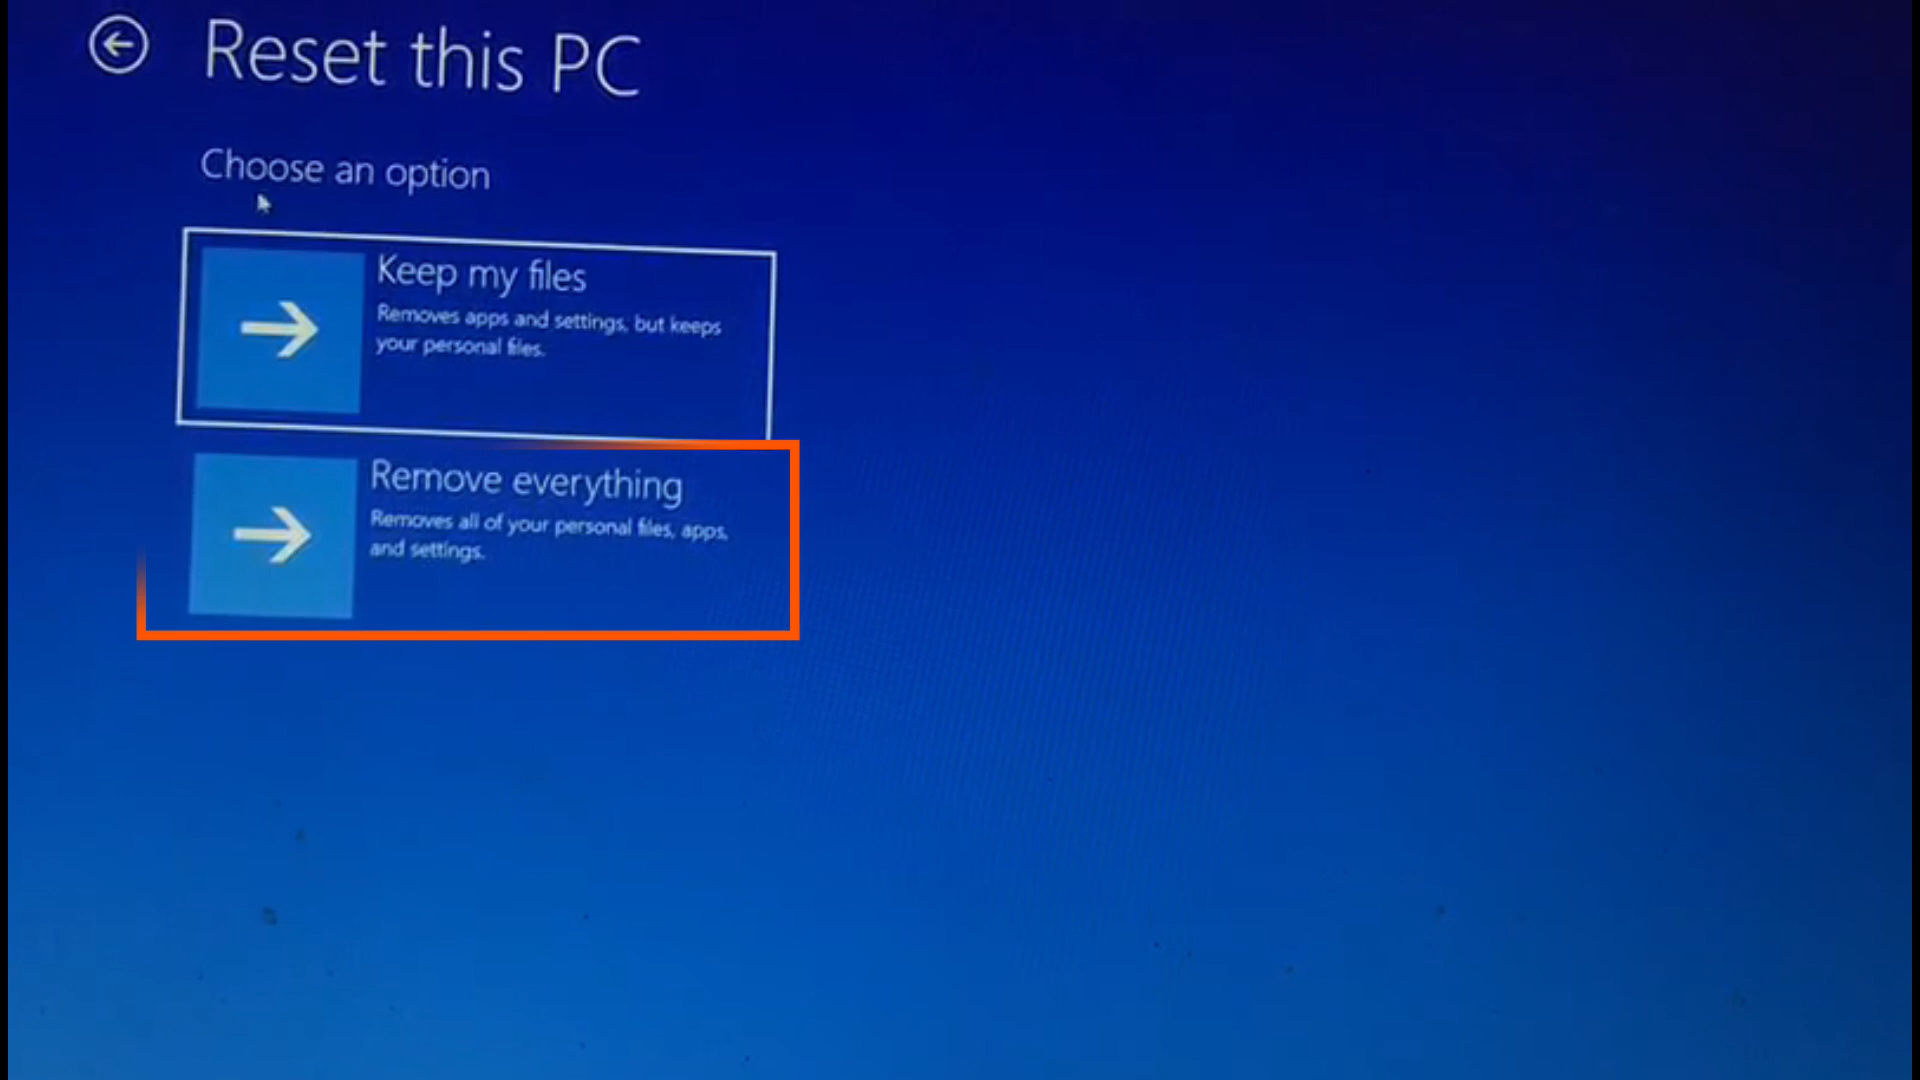 Reset this PC
Choose an option
Keep my files
Removes apps and settings, but keeps
your personal files.
Remove everything
Removes all of your personal files, apps,
and settings.